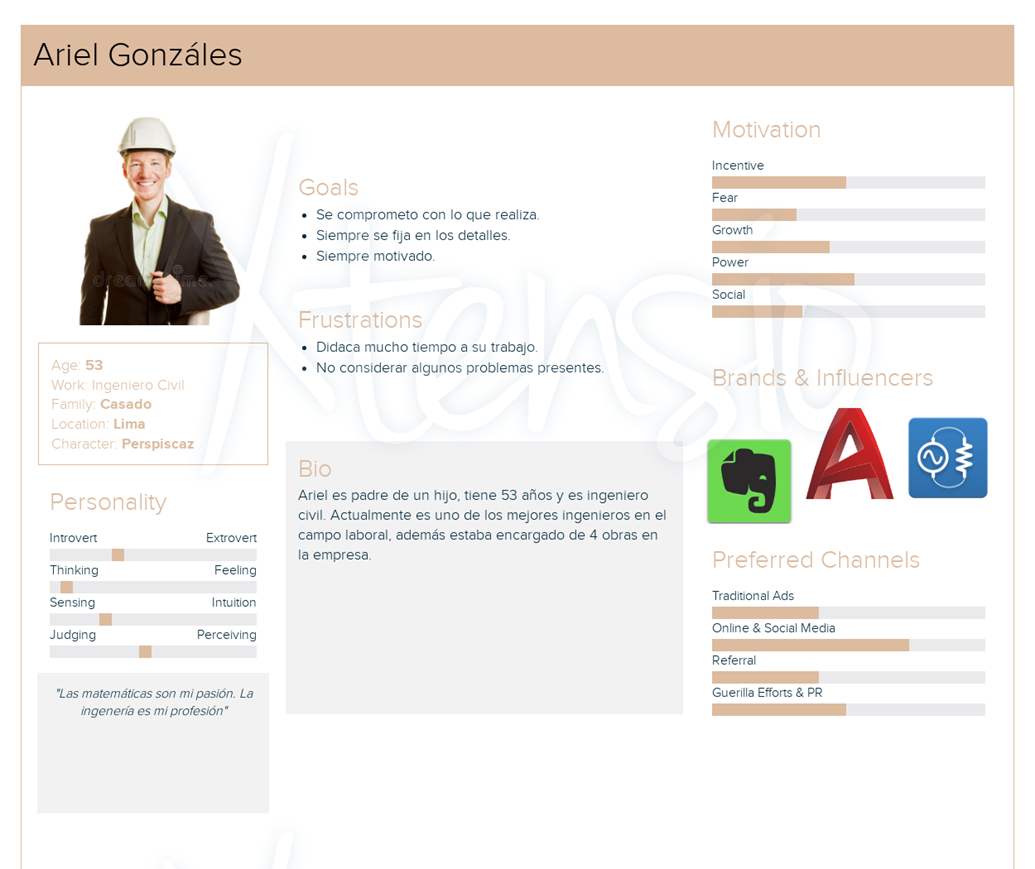 Ariel Gonzáles
dreamstime.
Age: 53
Work: Ingeniero Civil
Family: Casado
Location: Lima
Character: Perspiscaz
Personality
Introvert Extrovert
Thinking Feeling
Sensing Intuition
Judging Perceiving
"Las matemáticas son mi pasión. La
ingenería es mi profesión"
Goals
Se comprometo con lo que realiza.
Siempre se fija en los detalles.
Siempre motivado.
Frustrations
Didaca mucho tiempo a su trabajo.
No considerar algunos problemas presentes.
Bio
Ariel es padre de un hijo, tiene 53 años y es ingeniero
civil. Actualmente es uno de los mejores ingenieros en el
campo laboral, además estaba encargado de 4 obras en
la empresa.
Motivation
Incentive
Fear
Growth
Power
Social
Brands & Influencers
Preferred Channels
Traditional Ads
Online & Social Media
Referral
Guerilla Efforts & PR
Xtensio